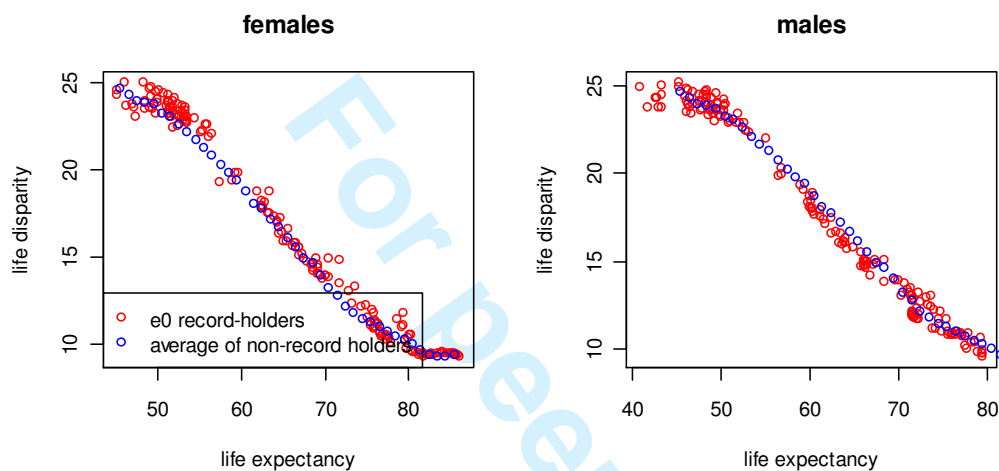 females
life disparity
25
20
15
10
e0 record-holders
average of non-record holders
50 60 70 80
life expectancy
males
life disparity
25
20
15
10
40 50 60 70 80
life expectancy
For peer